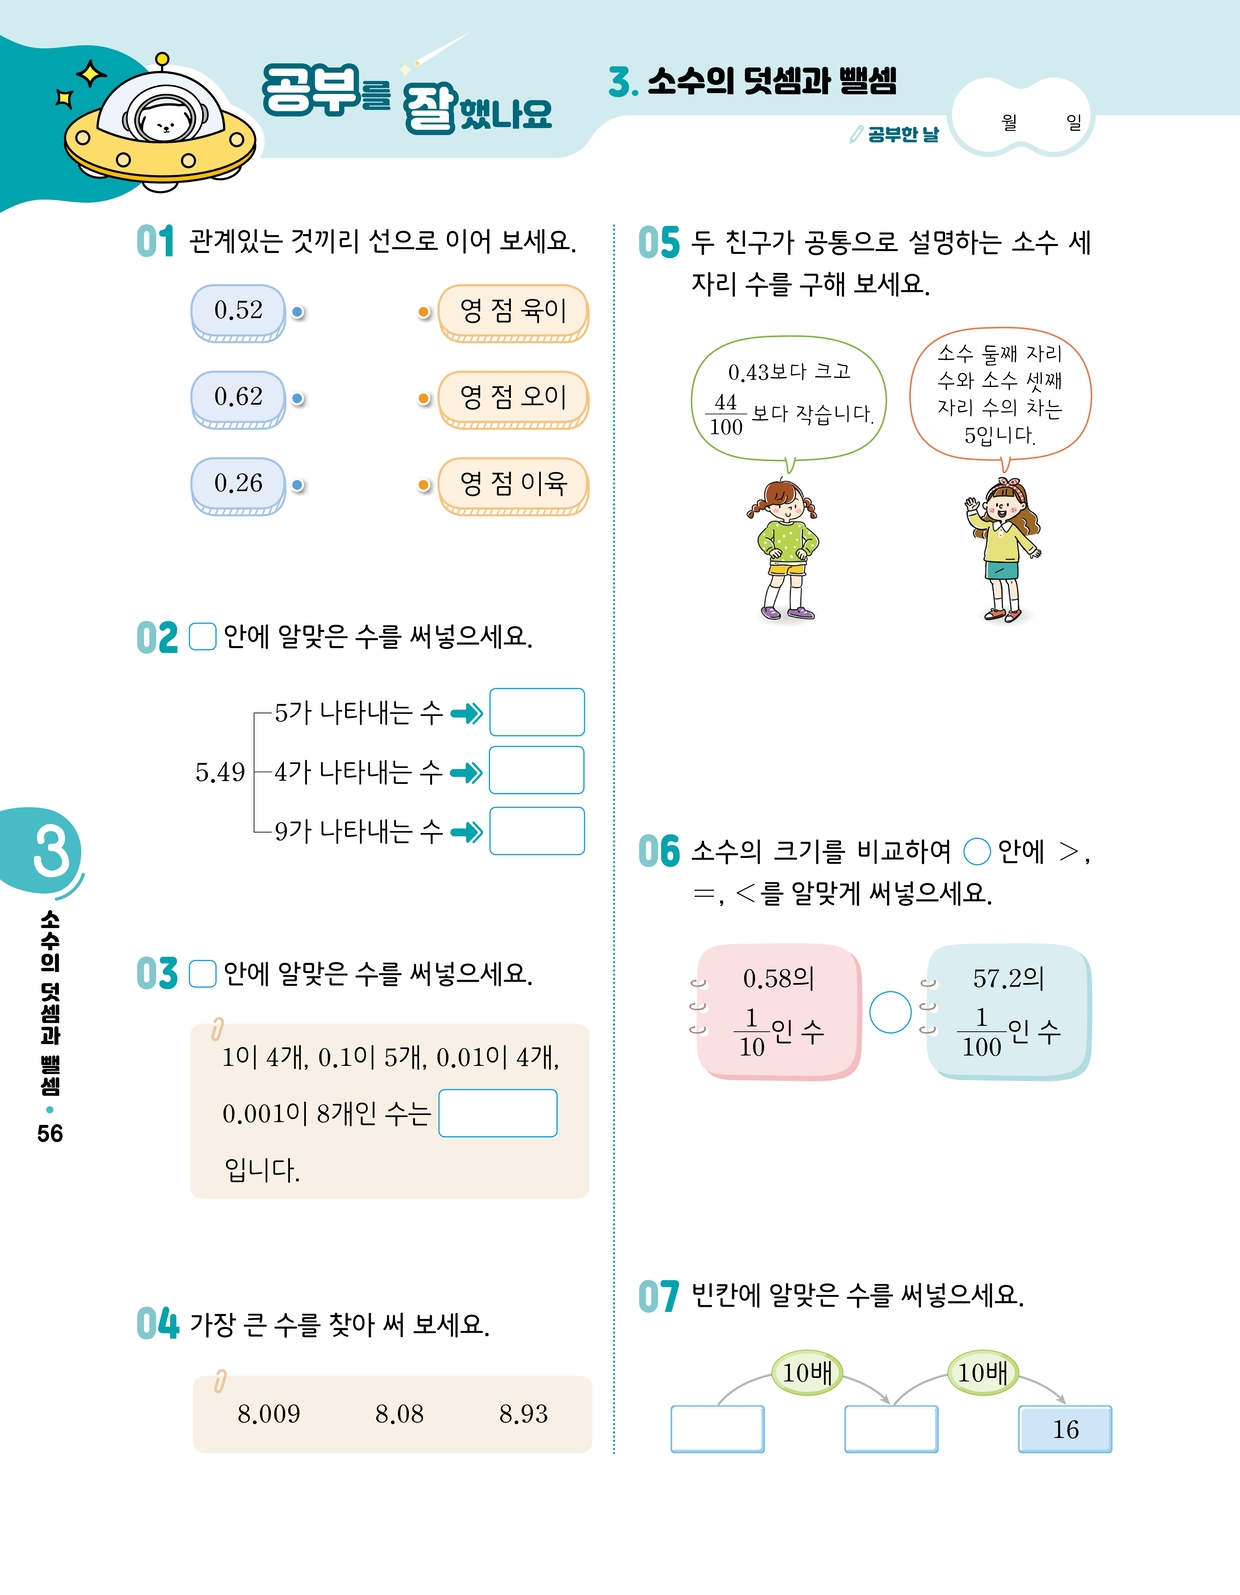 공부를 잘했나요
3. 소수의 덧셈과 뺄셈
공부한 날 월 일
01 관계있는 것끼리 선으로 이어 보세요.
0.52 영 점 육이
0.62 영 점 오이
0.26 영 점 이육
02 □ 안에 알맞은 수를 써넣으세요.
5가 나타내는 수
5.49 4가 나타내는 수
9가 나타내는 수
03 □ 안에 알맞은 수를 써넣으세요.
1이 4개, 0.1이 5개, 0.01이 4개,
0.001이 8개인 수는
입니다.
04 가장 큰 수를 찾아 써 보세요.
8.009 8.08 8.93
05 두 친구가 공통으로 설명하는 소수 세
자리 수를 구해 보세요.
0.43보다 크고
44/100 보다 작습니다.
소수 둘째 자리
수와 소수 셋째
자리 수의 차는
5입니다.
06 소수의 크기를 비교하여 ○ 안에 >,
=, <를 알맞게 써넣으세요.
0.58의
1/10인 수
57.2의
1/100인 수
07 빈칸에 알맞은 수를 써넣으세요.
10배 10배
16
3
소수의 덧셈과 뺄셈 • 56